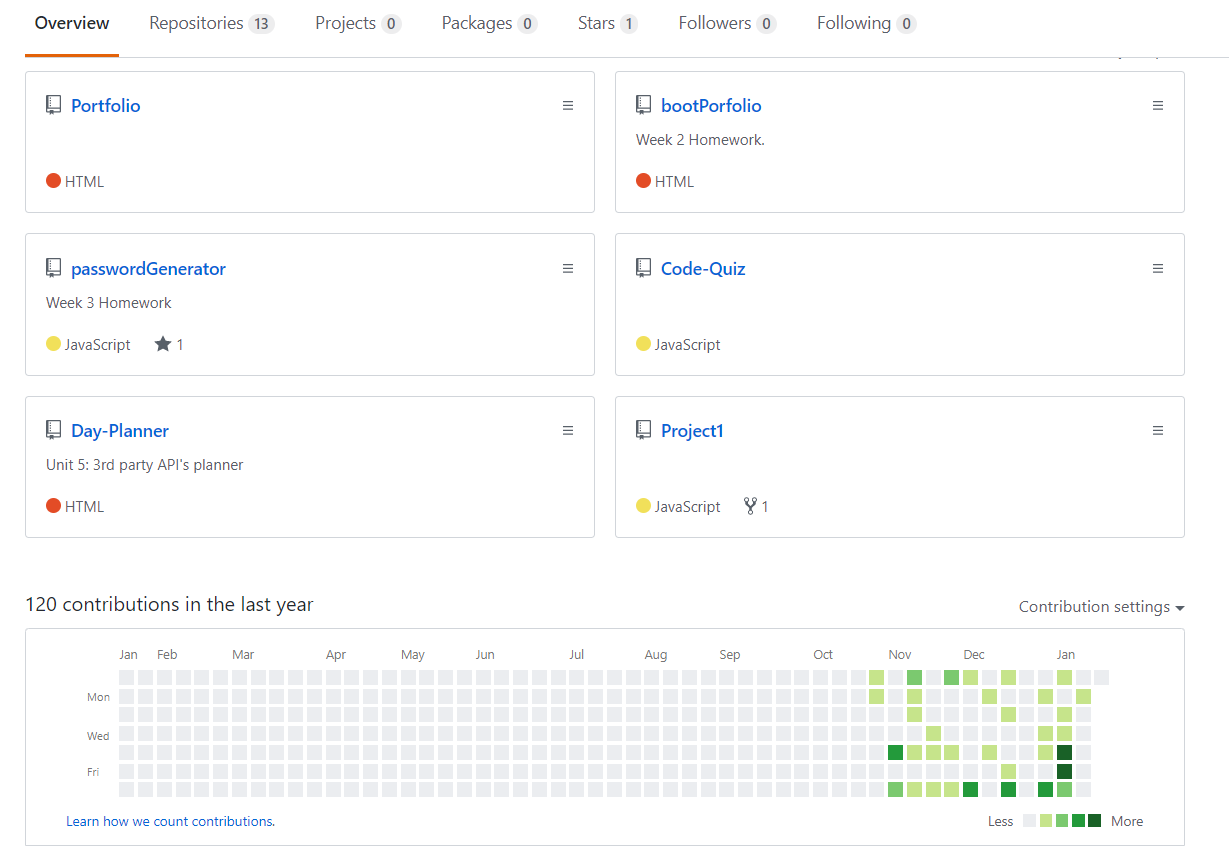 Overview Repositories 13 Projects 0 Packages 0 Stars 1 Followers 0 Following 0
Portfolio
HTML
bootPorfolio
Week 2 Homework.
HTML
passwordGenerator
Week 3 Homework
JavaScript 1
Code-Quiz
JavaScript
Day-Planner
Unit 5: 3rd party API's planner
HTML
Project1
JavaScript 1
120 contributions in the last year
Contribution settings
Jan Feb Mar Apr May Jun Jul Aug Sep Oct Nov Dec Jan
Mon
Wed
Fri
Learn how we count contributions.
Less More